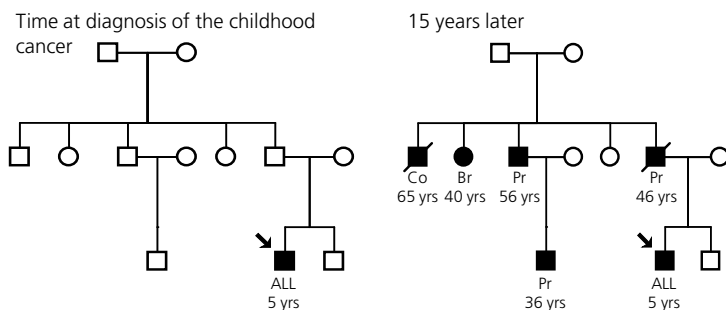 Time at diagnosis of the childhood
cancer
ALL
5 yrs
15 years later
Co Br Pr Pr
65 yrs 40 yrs 56 yrs 46 yrs
Pr ALL
36 yrs 5 yrs